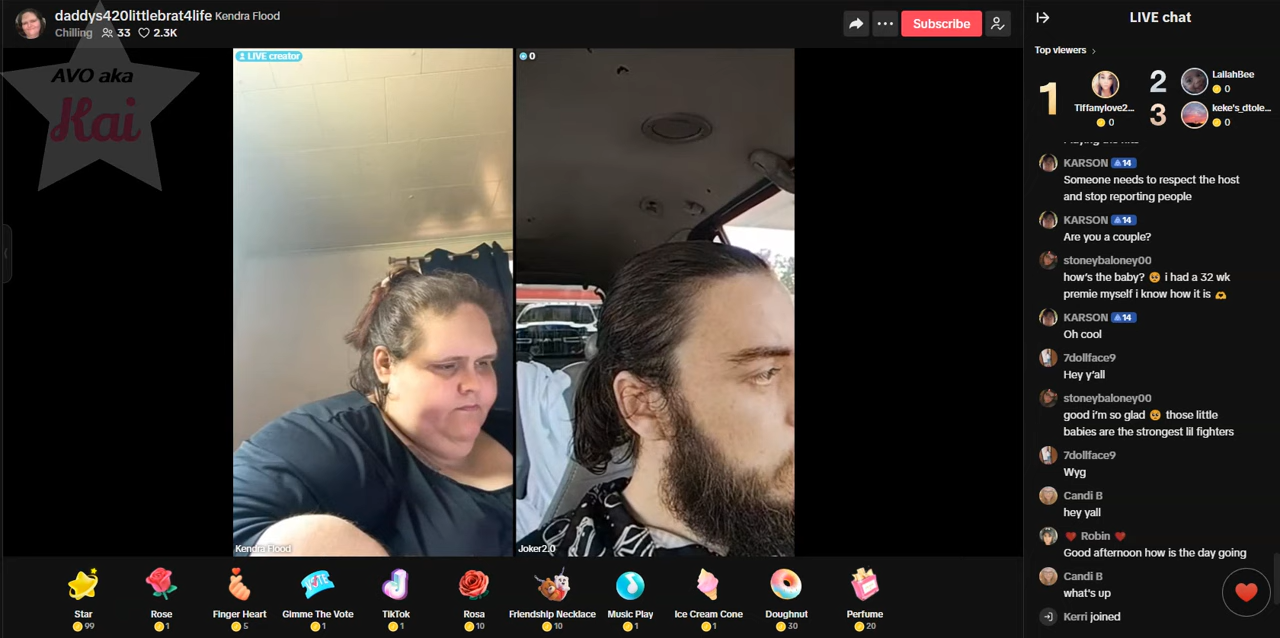 daddys420littlebrat4life Kendra Flood
Chilling 33 2.3K
Subscribe
AVO aka
Kai
LIVE creator
0
Kendra Flood
Joker2.0
Star
99
Rose
1
Finger Heart
5
Gimme The Vote
1
TikTok
1
Rosa
10
Friendship Necklace
10
Music Play
1
Ice Cream Cone
1
Doughnut
30
Perfume
20
LIVE chat
Top viewers
1
Tiffanylove2...
0
2
LailahBee
0
3
keke's_dtole...
0
KARSON 14
Someone needs to respect the host
and stop reporting people
KARSON 14
Are you a couple?
stoneybaloney00
how's the baby? 🥺 i had a 32 wk
premie myself i know how it is 🫶
KARSON 14
Oh cool
7dollface9
Hey y'all
stoneybaloney00
good i'm so glad 🥺 those little
babies are the strongest lil fighters
7dollface9
Wyg
Candi B
hey yall
♥ Robin ♥
Good afternoon how is the day going
Candi B
what's up
Kerri joined